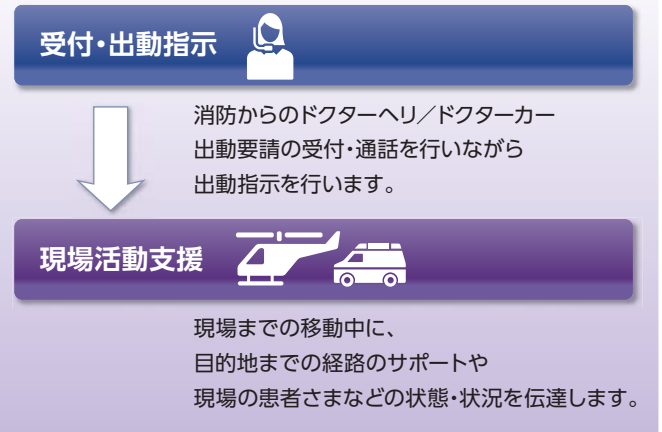 受付・出動指示
消防からのドクターヘリ／ドクターカー
出動要請の受付・通話を行いながら
出動指示を行います。
現場活動支援
現場までの移動中に、
目的地までの経路のサポートや
現場の患者さまなどの状態・状況を伝達します。